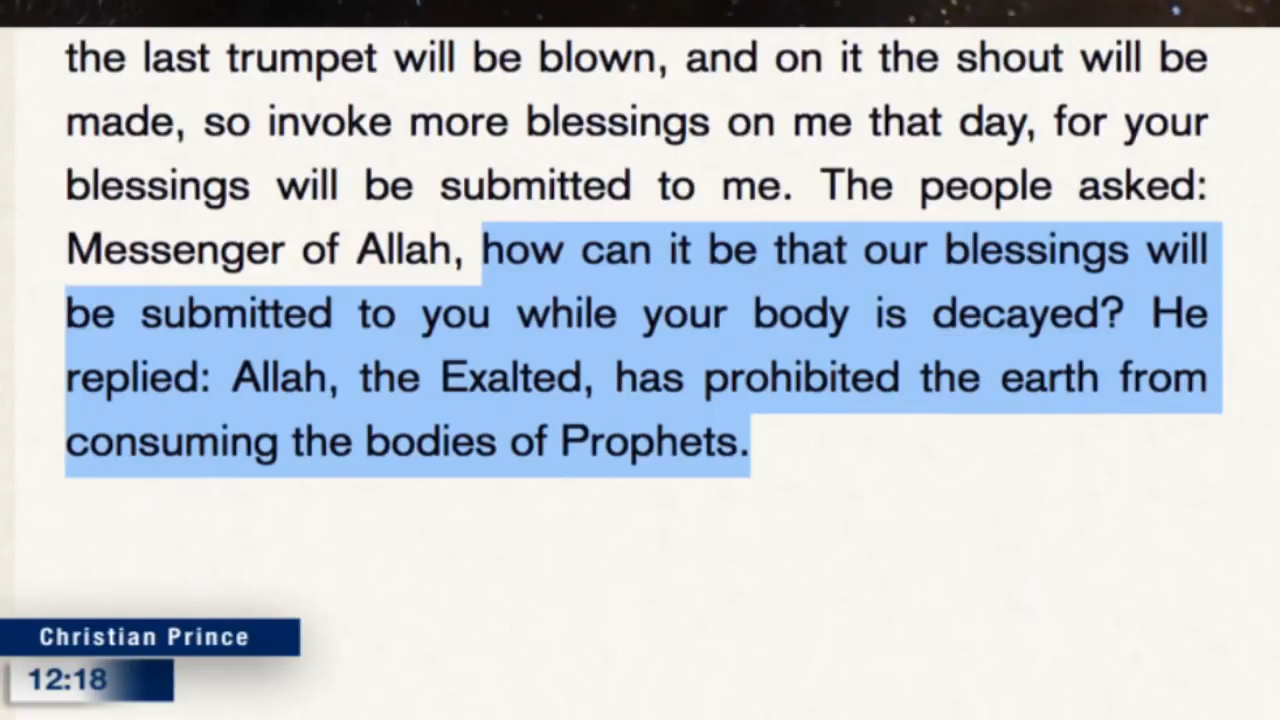 the last trumpet will be blown, and on it the shout will be
made, so invoke more blessings on me that day, for your
blessings will be submitted to me. The people asked:
Messenger of Allah, how can it be that our blessings will
be submitted to you while your body is decayed? He
replied: Allah, the Exalted, has prohibited the earth from
consuming the bodies of Prophets.
Christian Prince
12:18